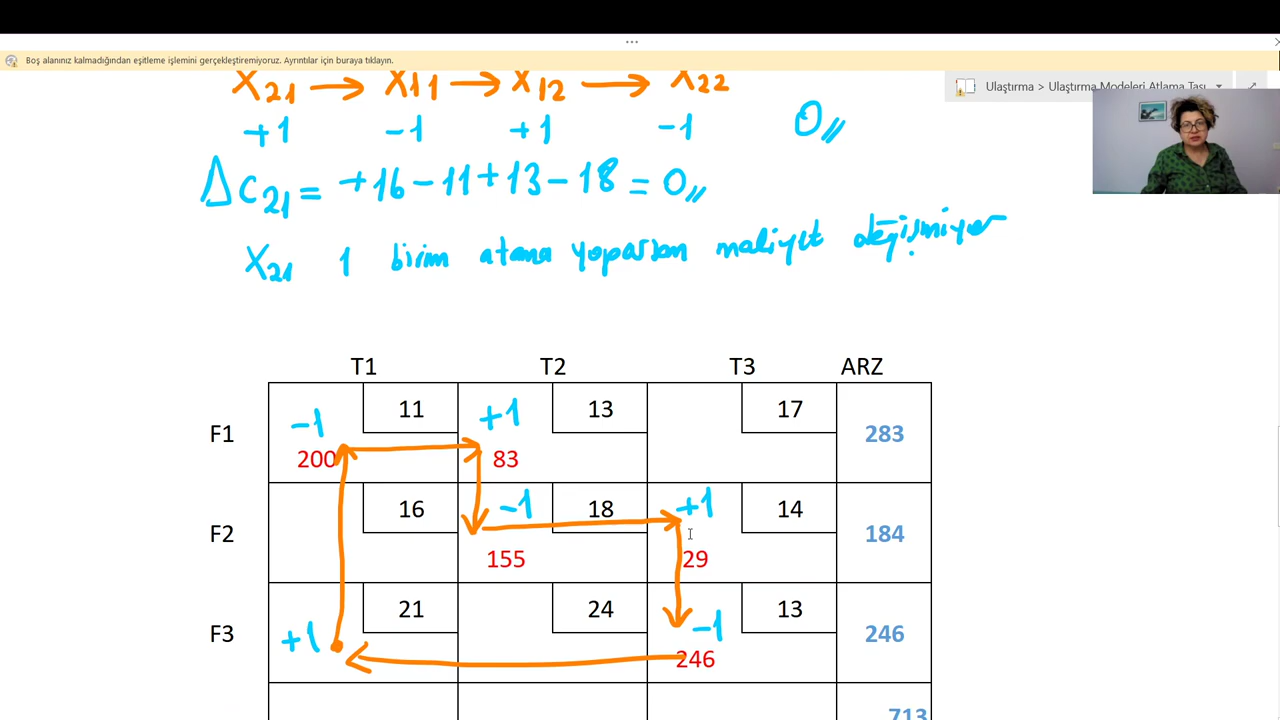 Boş alanınız kalmadığından eşitleme işlemini gerçekleştiremiyoruz. Ayrıntılar için buraya tıklayın.
Ulaştırma > Ulaştırma Modeleri Atlama Taşı
X21 → X11 → X12 → X22
+1 -1 +1 -1 0//
ΔC21 = +16-11+13-18 = 0//
X21 1 birim atama yaparsam maliyet değişmiyor
T1 T2 T3 ARZ
-1 11 +1 13 17
F1 200 83 283
16 -1 18 +1 14
F2 155 29 184
21 24 13
F3 +1 -1 246 246
713